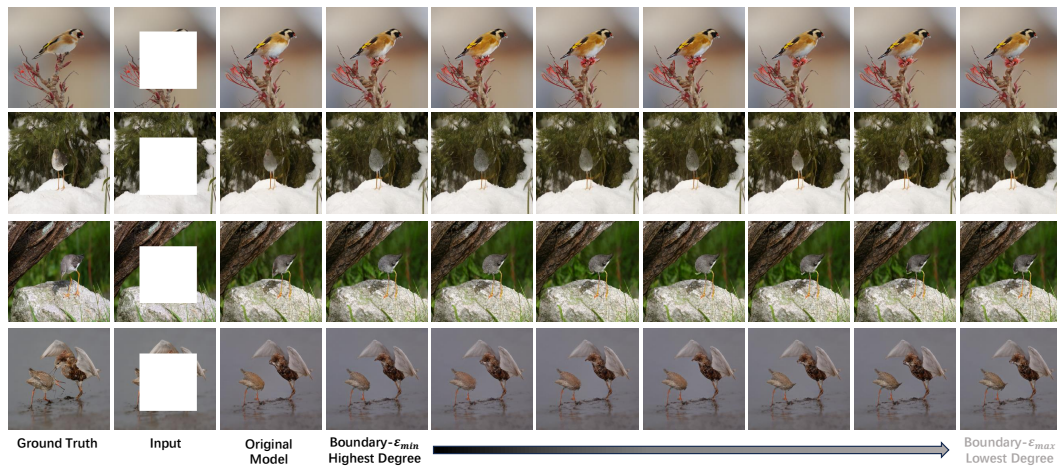 Ground Truth
Input
Original
Model
Boundary-ε_min
Highest Degree
Boundary-ε_max
Lowest Degree